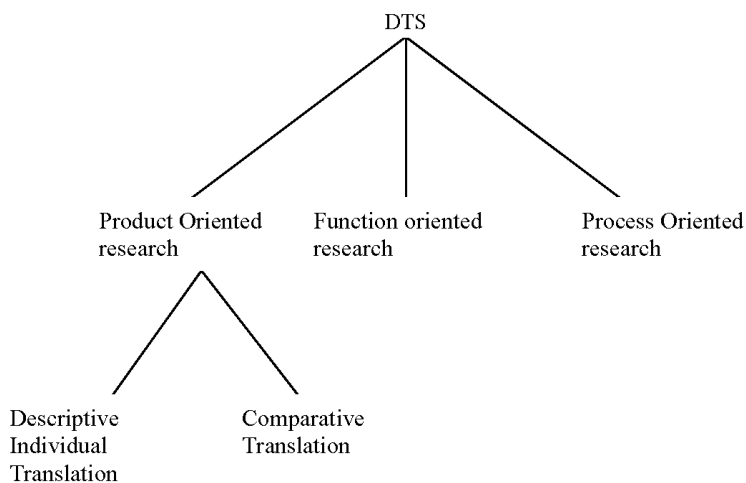 DTS
Product Oriented
research
Function oriented
research
Process Oriented
research
Descriptive
Individual
Translation
Comparative
Translation